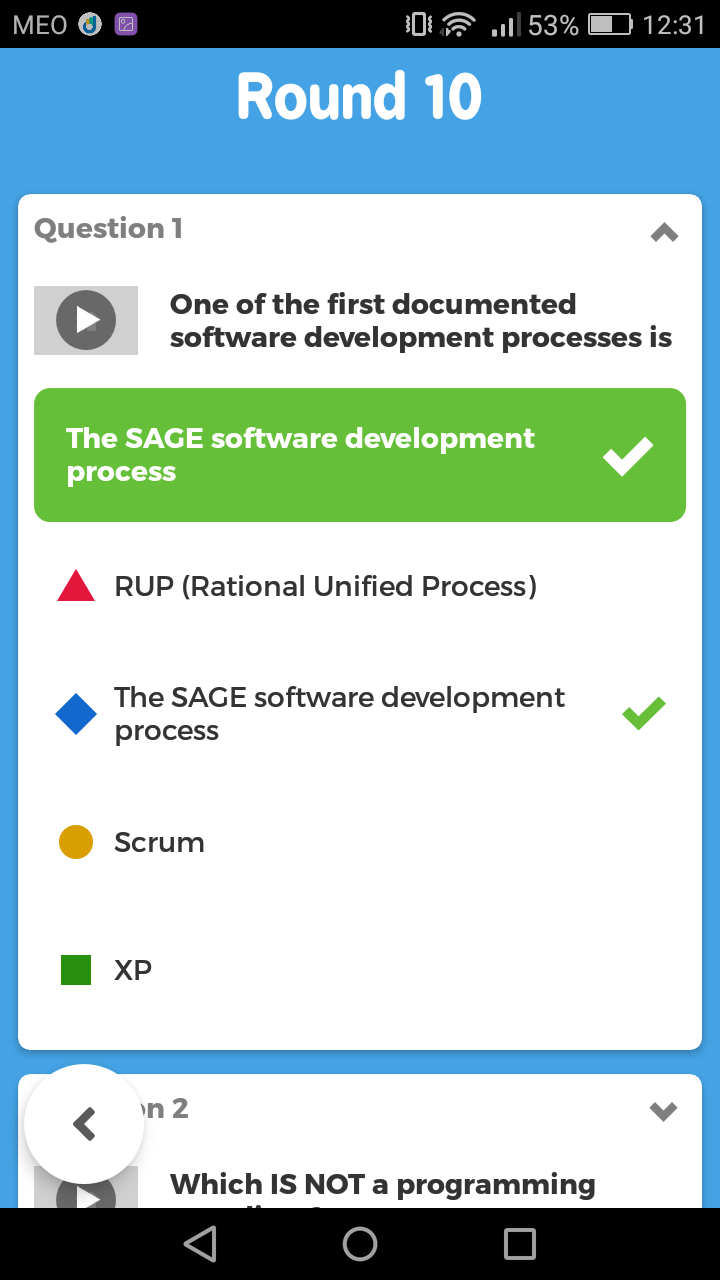 MEO
53%
12:31
Round 10
Question 1
One of the first documented
software development processes is
The SAGE software development
process
RUP (Rational Unified Process)
The SAGE software development
process
Scrum
XP
2
Which IS NOT a programming